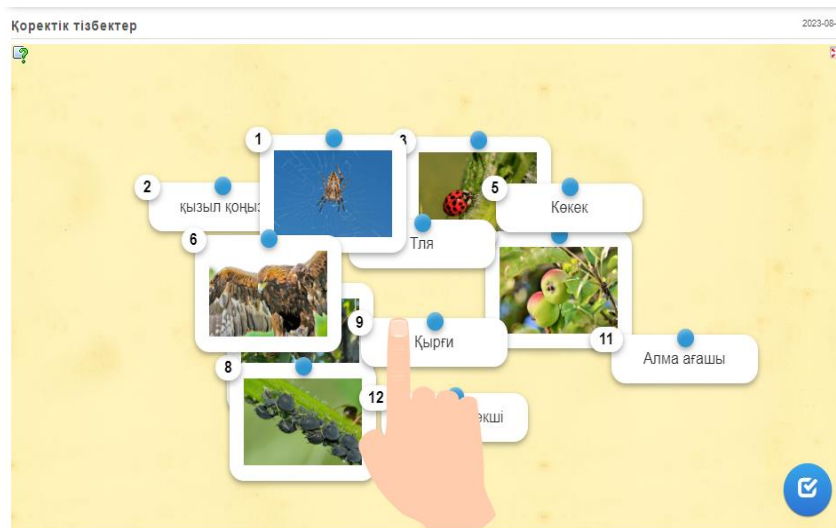 Қоректік тізбектер
2023-08-
1
3
2
қызыл қоңыз
5
Көкек
6
Тля
9
Қырғи
11
Алма ағашы
8
12